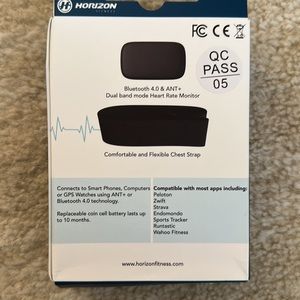 HORIZON
FITNESS
FC CE
QC
PASS
05
Bluetooth 4.0 & ANT+
Dual band mode Heart Rate Monitor
Comfortable and Flexible Chest Strap
Connects to Smart Phones, Computers
or GPS Watches using ANT+ or
Bluetooth 4.0 technology.
Replaceable coin cell battery lasts up
to 10 months.
Compatible with most apps including:
Peloton
Zwift
Strava
Endomondo
Sports Tracker
Runtastic
Wahoo Fitness
www.horizonfitness.com